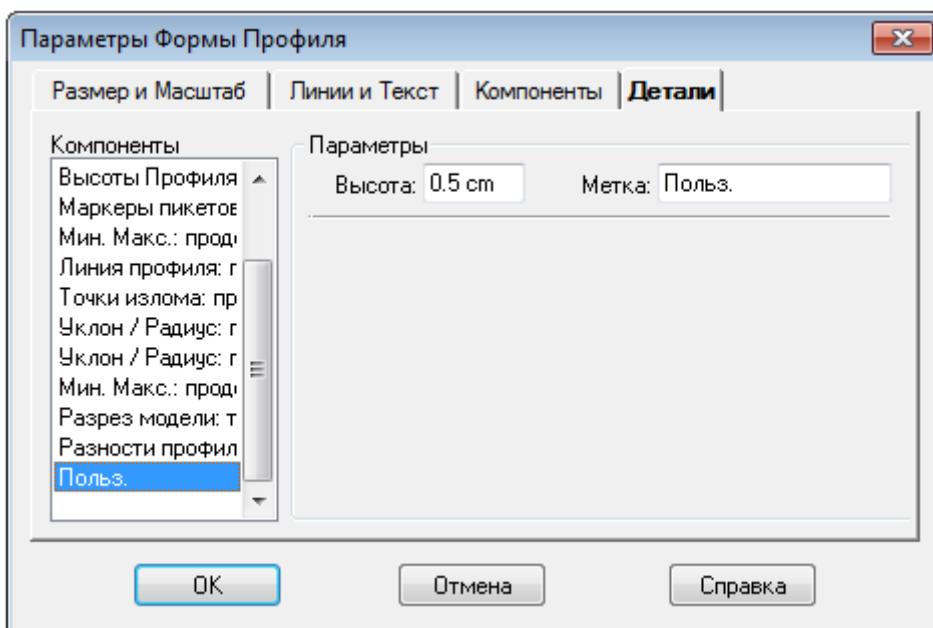 Параметры Формы Профиля
Размер и Масштаб Линии и Текст Компоненты Детали
Компоненты
Высоты Профиля
Маркеры пикетов
Мин. Макс.: прод
Линия профиля: г
Точки излома: пр
Уклон / Радиус: г
Уклон / Радиус: г
Мин. Макс.: прод
Разрез модели: т
Разности профил
Польз.
Параметры
Высота: 0.5 cm Метка: Польз.
OK Отмена Справка